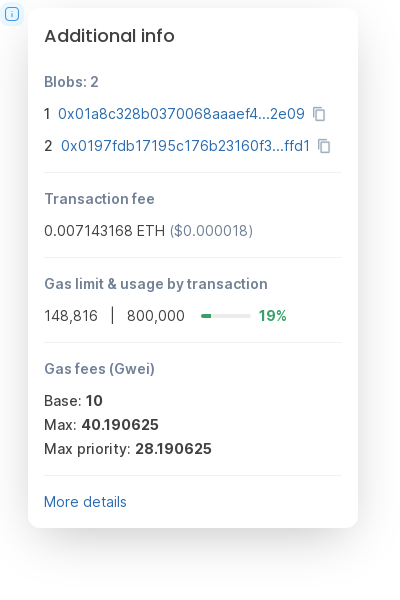 Additional info
Blobs: 2
1 0x01a8c328b0370068aaaef4...2e09
2 0x0197fdb17195c176b23160f3...ffd1
Transaction fee
0.007143168 ETH ($0.000018)
Gas limit & usage by transaction
148,816 | 800,000 19%
Gas fees (Gwei)
Base: 10
Max: 40.190625
Max priority: 28.190625
More details